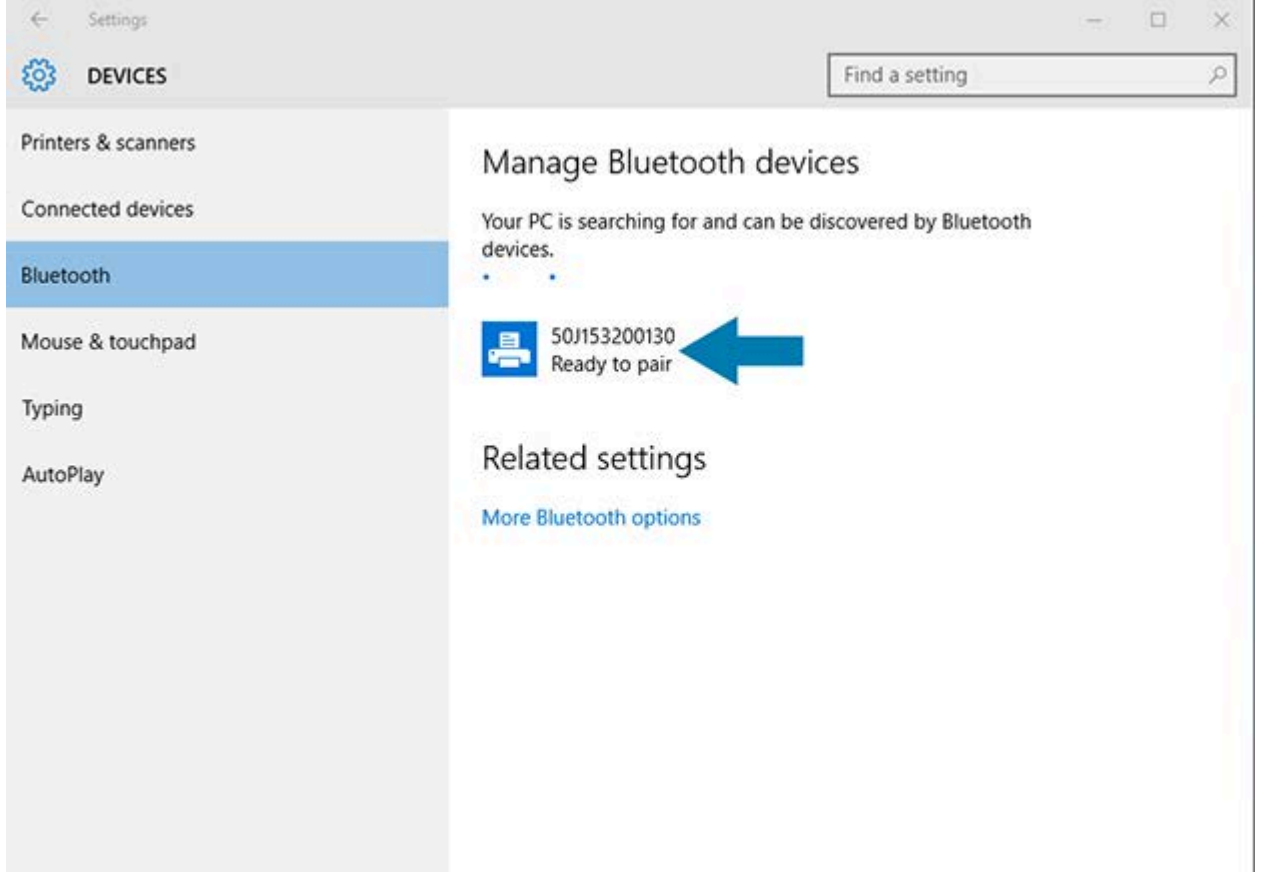 Settings
DEVICES
Find a setting
Printers & scanners
Connected devices
Bluetooth
Mouse & touchpad
Typing
AutoPlay
Manage Bluetooth devices
Your PC is searching for and can be discovered by Bluetooth
devices.
50J153200130
Ready to pair
Related settings
More Bluetooth options